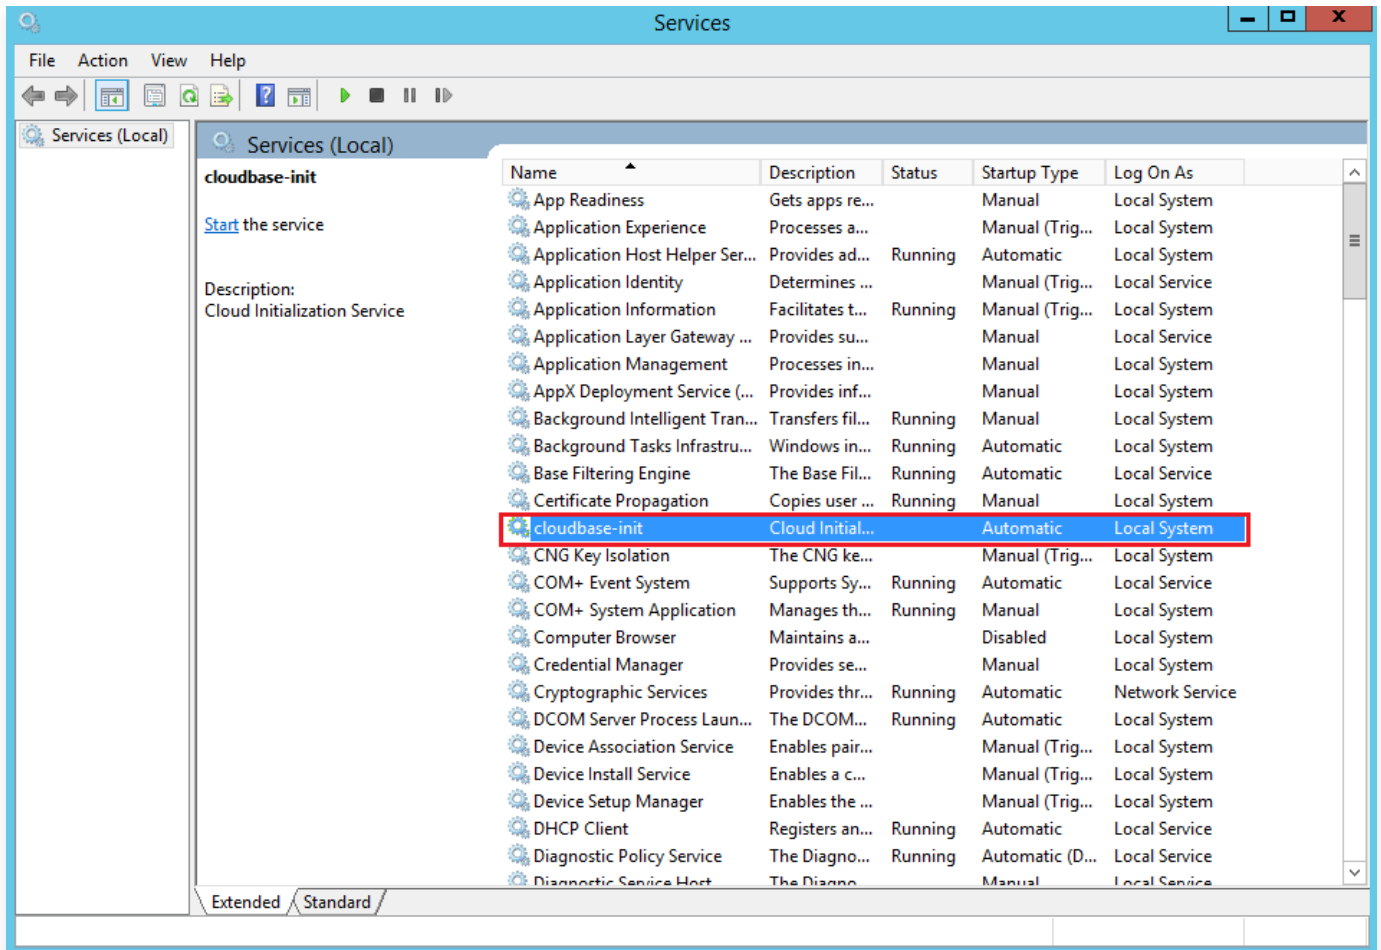 Services
File Action View Help
Services (Local)
Services (Local)
cloudbase-init
Start the service
Description:
Cloud Initialization Service
Name Description Status Startup Type Log On As
App Readiness Gets apps re... Manual Local System
Application Experience Processes a... Manual (Trig... Local System
Application Host Helper Ser... Provides ad... Running Automatic Local System
Application Identity Determines ... Manual (Trig... Local Service
Application Information Facilitates t... Running Manual (Trig... Local System
Application Layer Gateway ... Provides su... Manual Local Service
Application Management Processes in... Manual Local System
AppX Deployment Service (... Provides inf... Manual Local System
Background Intelligent Tran... Transfers fil... Running Manual Local System
Background Tasks Infrastru... Windows in... Running Automatic Local System
Base Filtering Engine The Base Fil... Running Automatic Local Service
Certificate Propagation Copies user ... Running Manual Local System
cloudbase-init Cloud Initial... Automatic Local System
CNG Key Isolation The CNG ke... Manual (Trig... Local System
COM+ Event System Supports Sy... Running Automatic Local Service
COM+ System Application Manages th... Running Manual Local System
Computer Browser Maintains a... Disabled Local System
Credential Manager Provides se... Manual Local System
Cryptographic Services Provides thr... Running Automatic Network Service
DCOM Server Process Laun... The DCOM... Running Automatic Local System
Device Association Service Enables pair... Manual (Trig... Local System
Device Install Service Enables a c... Manual (Trig... Local System
Device Setup Manager Enables the ... Manual (Trig... Local System
DHCP Client Registers an... Running Automatic Local Service
Diagnostic Policy Service The Diagno... Running Automatic (D... Local Service
Diagnostic Service Host The Diagno Manual Local Service
Extended Standard